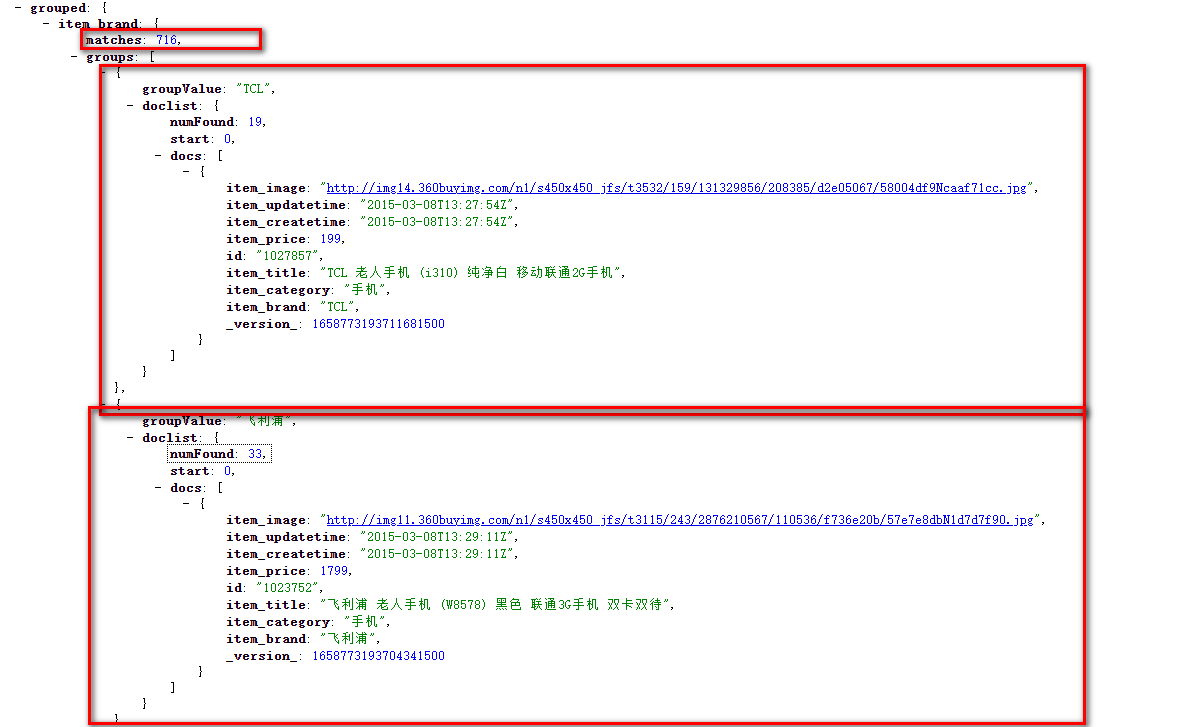 - grouped: {
- item_brand: {
matches: 716,
- groups: [
- {
groupValue: "TCL",
- doclist: {
numFound: 19,
start: 0,
- docs: [
- {
item_image: "http://img14.360buyimg.com/n1/s450x450_jfs/t3532/159/131329856/208385/d2e05067/58004df9Ncaaf71cc.jpg",
item_updatetime: "2015-03-08T13:27:54Z",
item_createtime: "2015-03-08T13:27:54Z",
item_price: 199,
id: "1027857",
item_title: "TCL 老人手机 (i310) 纯净白 移动联通2G手机",
item_category: "手机",
item_brand: "TCL",
_version_: 1658773193711681500
}
]
}
},
- {
groupValue: "飞利浦",
- doclist: {
numFound: 33,
start: 0,
- docs: [
- {
item_image: "http://img11.360buyimg.com/n1/s450x450_jfs/t3115/243/2876210567/110536/f736e20b/57e7e8dbN1d7d7f90.jpg",
item_updatetime: "2015-03-08T13:29:11Z",
item_createtime: "2015-03-08T13:29:11Z",
item_price: 1799,
id: "1023752",
item_title: "飞利浦 老人手机 (W8578) 黑色 联通3G手机 双卡双待",
item_category: "手机",
item_brand: "飞利浦",
_version_: 1658773193704341500
}
]
}
}